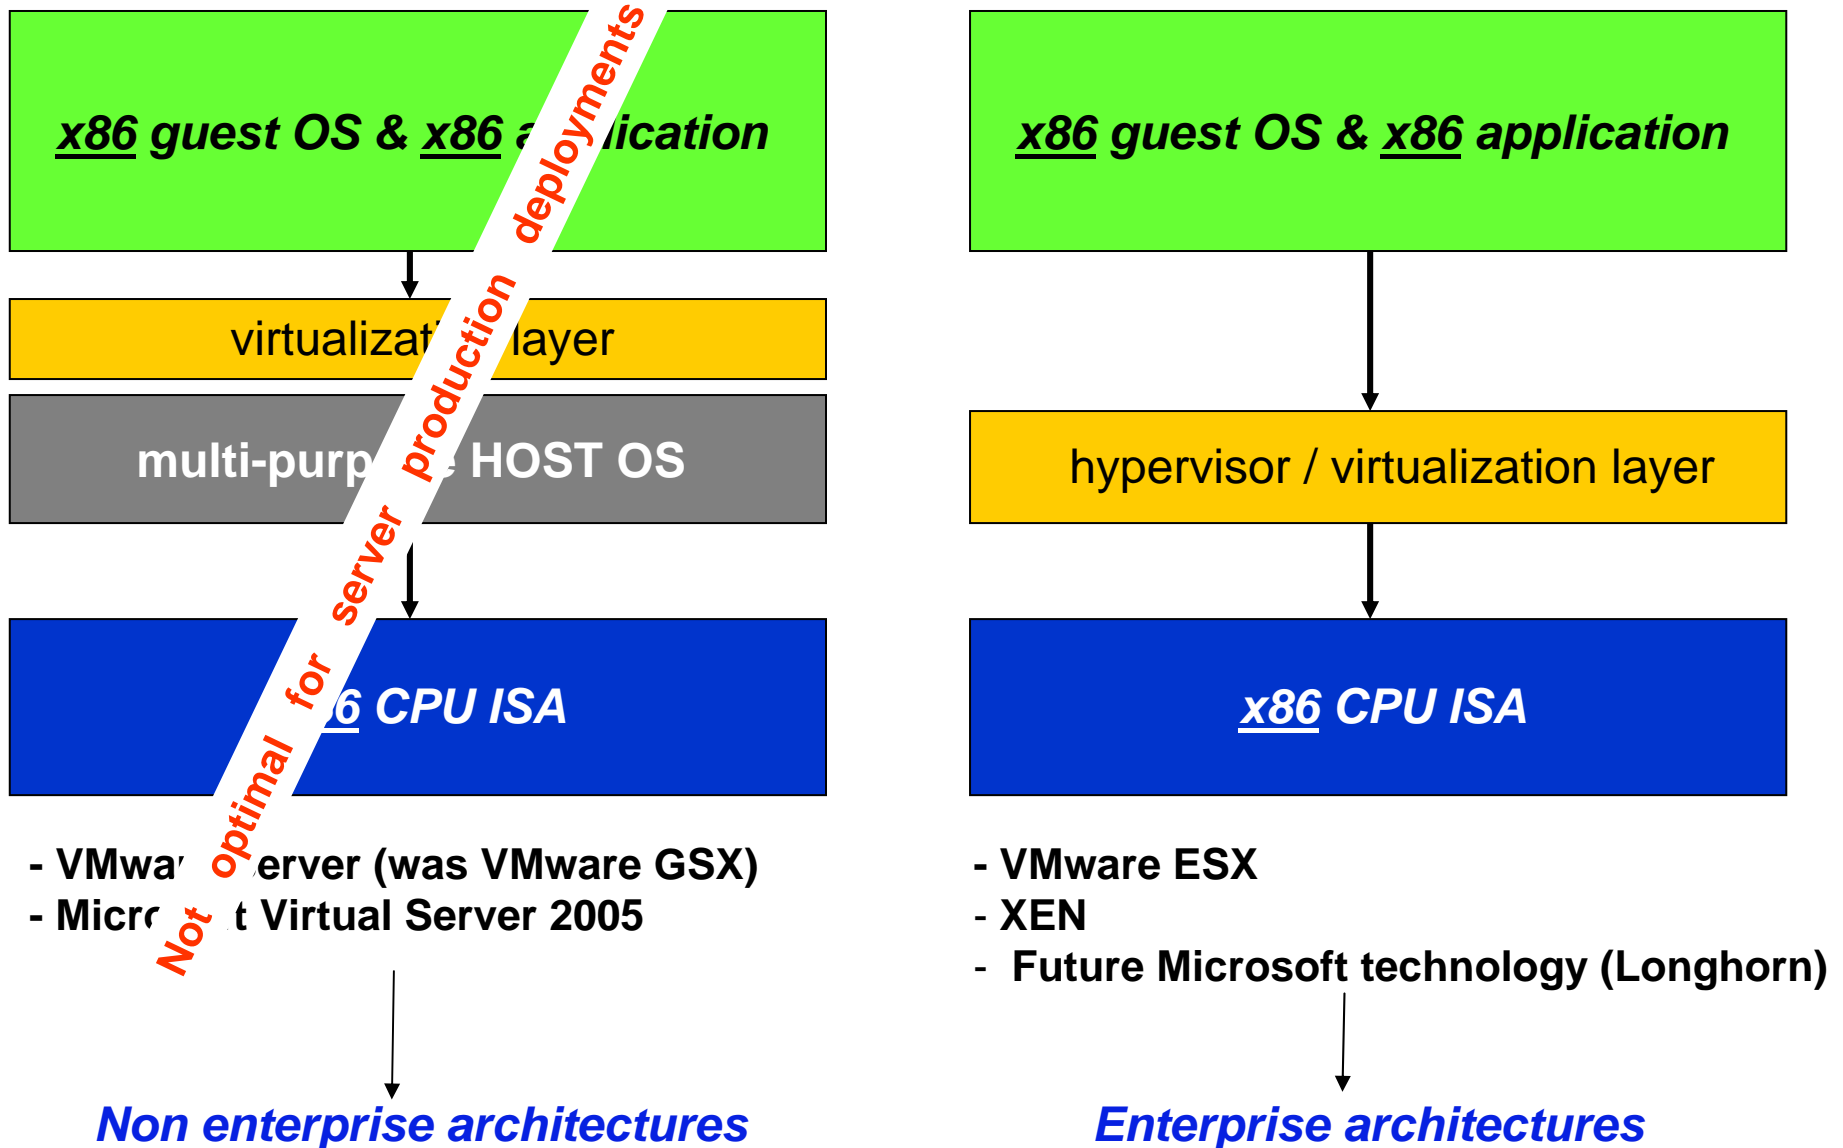 x86 guest OS & x86 a lication
virtualizat layer
multi-purp e HOST OS
6 CPU ISA
- VMwa erver (was VMware GSX)
- Micro t Virtual Server 2005
Non enterprise architectures
Not optimal for server production deployments
x86 guest OS & x86 application
hypervisor / virtualization layer
x86 CPU ISA
- VMware ESX
- XEN
- Future Microsoft technology (Longhorn)
Enterprise architectures